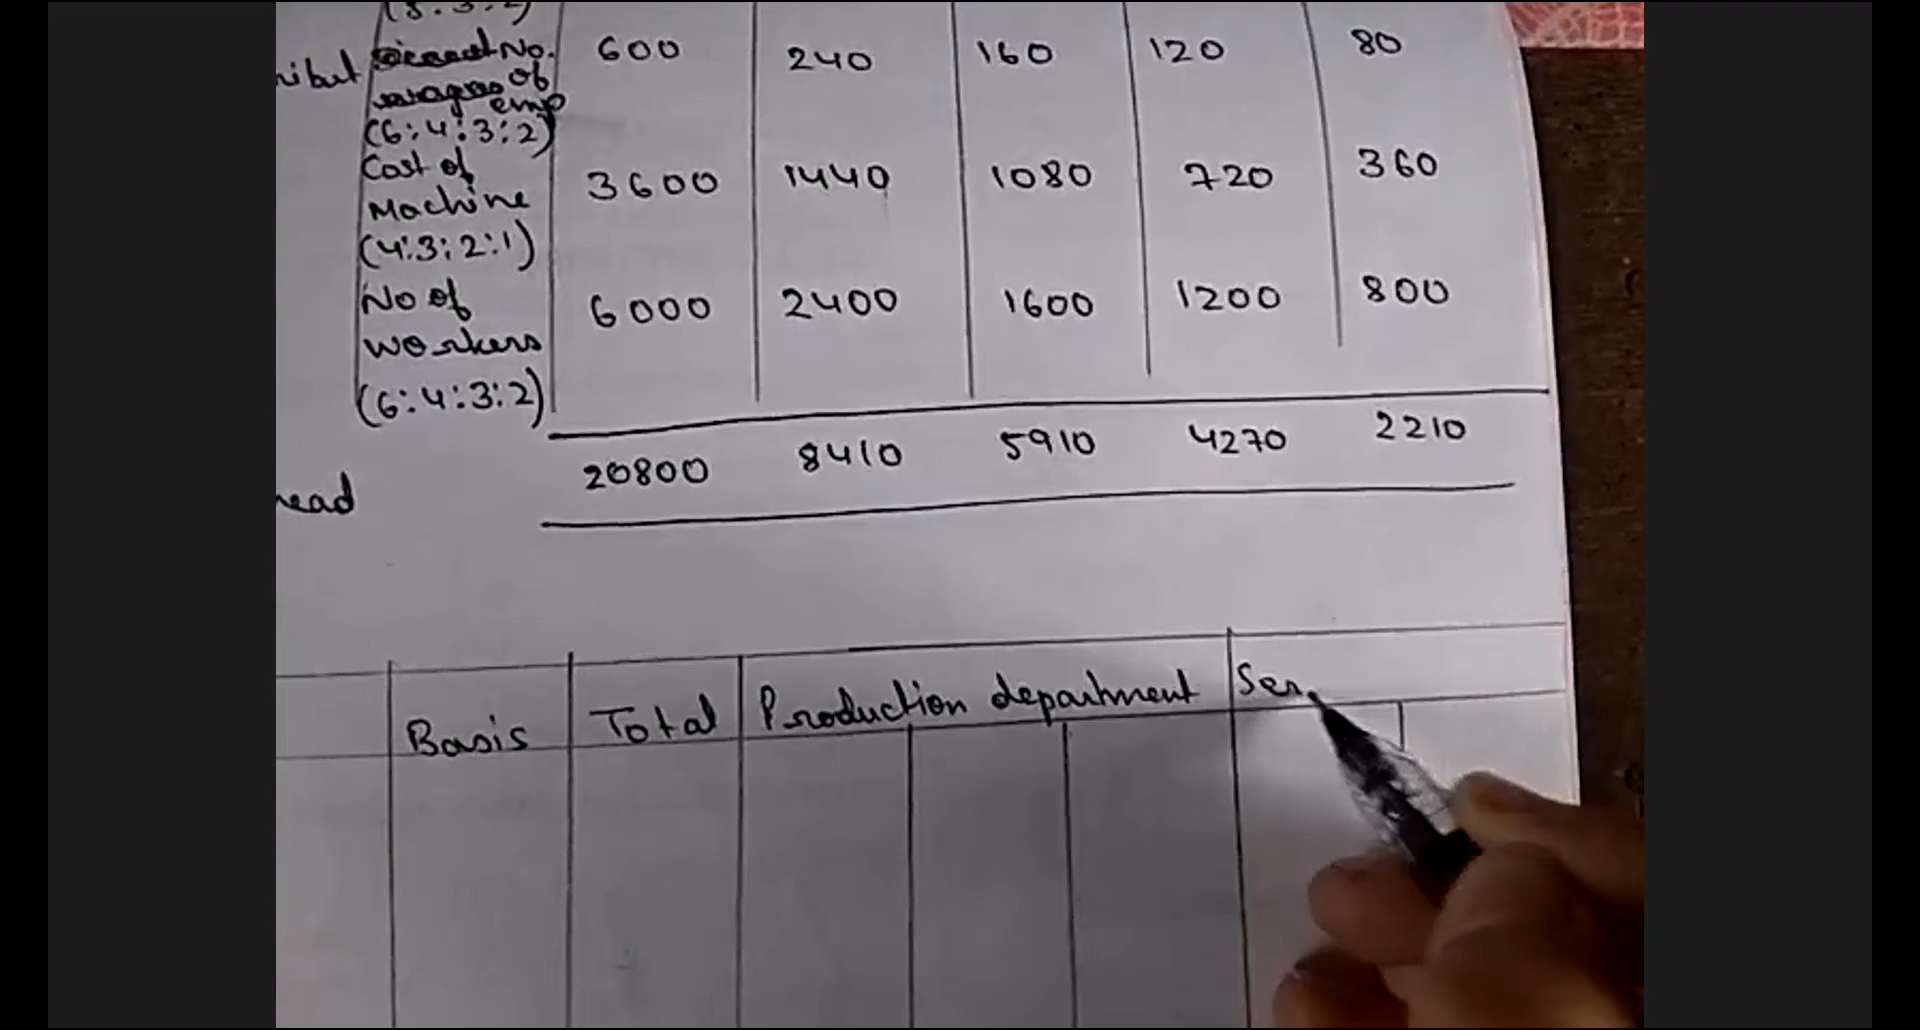 (8:3:2)
No. 600 240 160 120 80
of
emp
(6:4:3:2)
Cost of
Machine 3600 1440 1080 720 360
(4:3:2:1)
No of
workers 6000 2400 1600 1200 800
(6:4:3:2)
20800 8410 5910 4270 2210
head
Basis Total Production department Ser